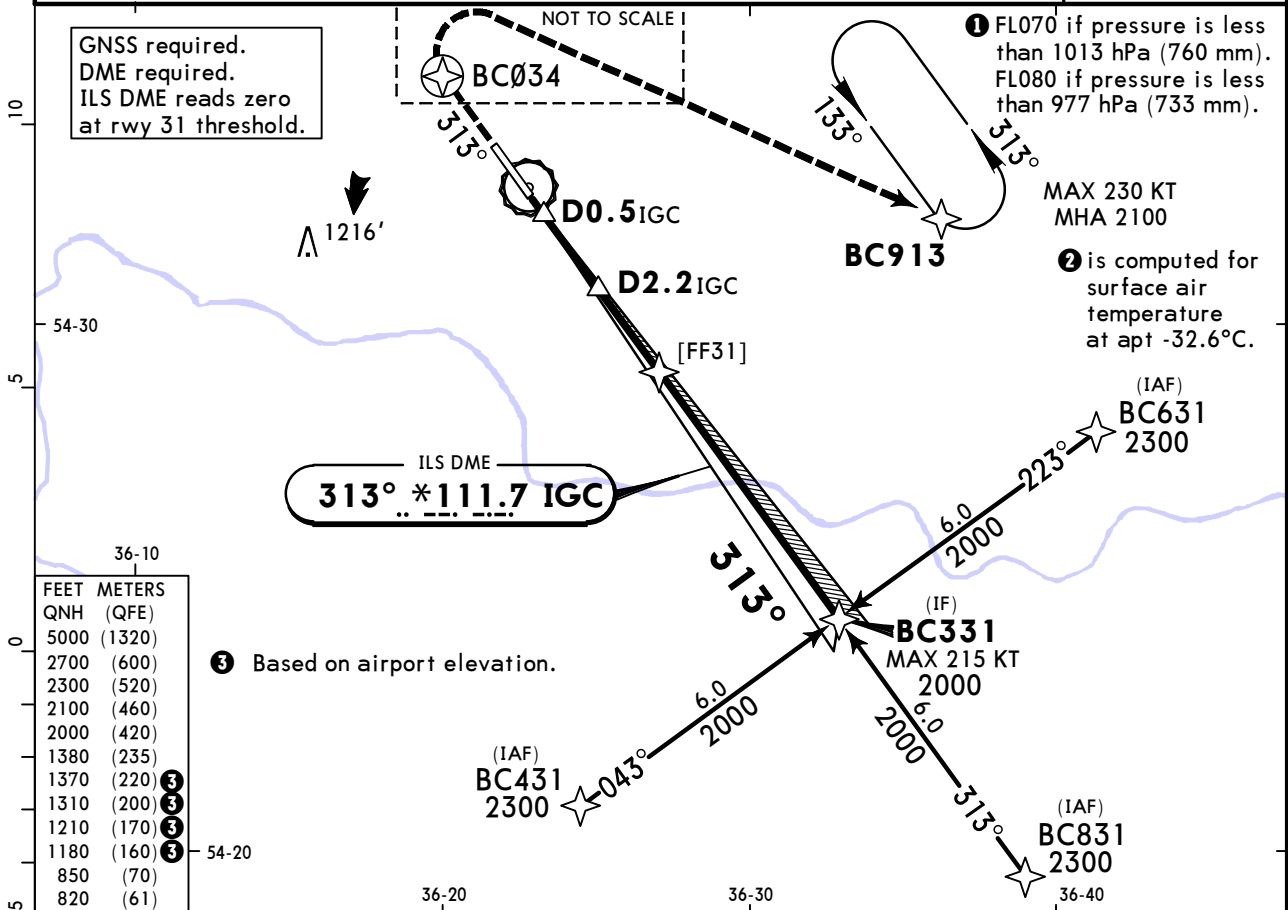 GNSS required.
DME required.
ILS DME reads zero
at rwy 31 threshold.
NOT TO SCALE
BCØ34
❶ FL070 if pressure is less
than 1013 hPa (760 mm).
FL080 if pressure is less
than 977 hPa (733 mm).
10
313°
133°
313°
MAX 230 KT
MHA 2100
BC913
1216'
D0.5 IGC
D2.2 IGC
❷ is computed for
surface air
temperature
at apt -32.6°C.
54-30
[FF31]
5
(IAF)
BC631
2300
223°
6.0
2000
ILS DME
313° *111.7 IGC
313°
36-10
FEET METERS
QNH (QFE)
5000 (1320)
2700 (600)
2300 (520)
2100 (460)
2000 (420)
1380 (235)
1370 (220) ❸
1310 (200) ❸
1210 (170) ❸
1180 (160) ❸
850 (70)
820 (61)
0
❸ Based on airport elevation.
(IF)
BC331
MAX 215 KT
2000
6.0
2000
6.0
2000
(IAF)
BC431
2300
043°
313°
(IAF)
BC831
2300
54-20
5
36-20
36-30
36-40